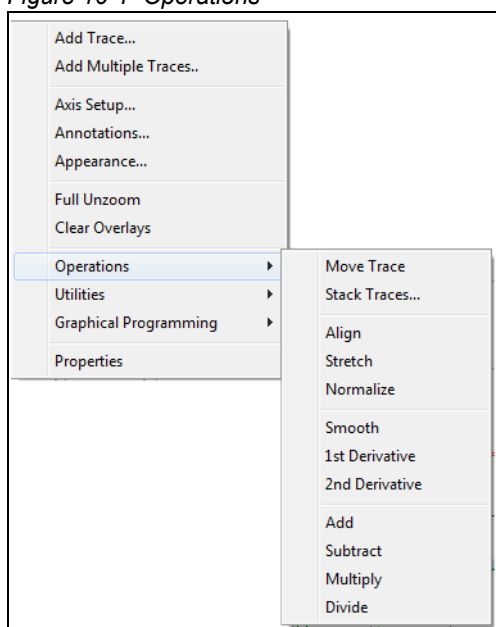 Figure 10-1 Operations
Add Trace...
Add Multiple Traces..
Axis Setup...
Annotations...
Appearance...
Full Unzoom
Clear Overlays
Operations
Utilities
Graphical Programming
Properties
Move Trace
Stack Traces...
Align
Stretch
Normalize
Smooth
1st Derivative
2nd Derivative
Add
Subtract
Multiply
Divide